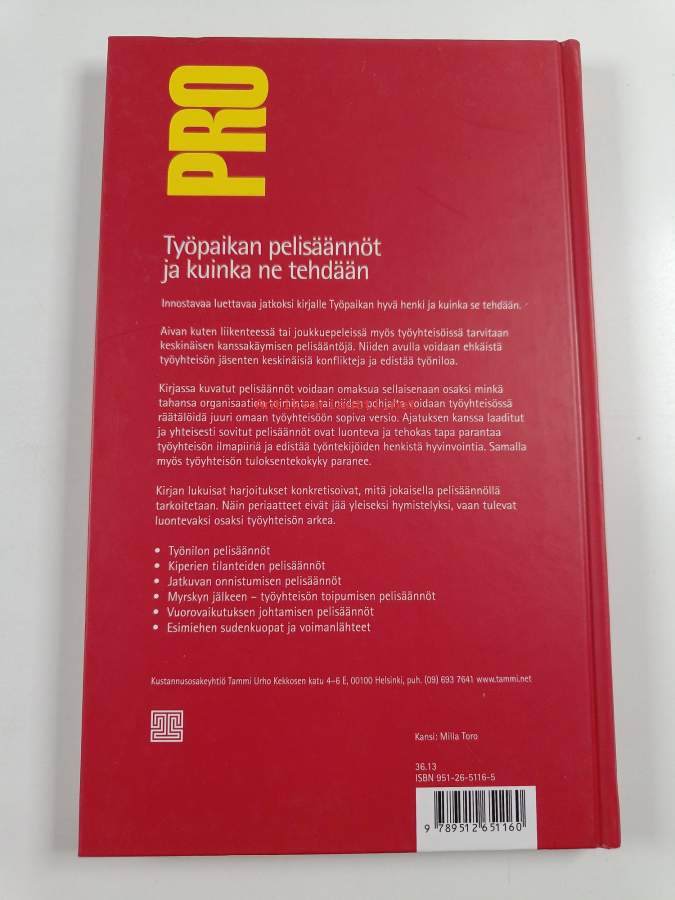 PRO
Työpaikan pelisäännöt
ja kuinka ne tehdään
Innostavaa luettavaa jatkoksi kirjalle Työpaikan hyvä henki ja kuinka se tehdään.
Aivan kuten liikenteessä tai joukkuepeleissä myös työyhteisöissä tarvitaan
keskinäisen kanssakäymisen pelisääntöjä. Niiden avulla voidaan ehkäistä
työyhteisön jäsenten keskinäisiä konflikteja ja edistää työniloa.
Kirjassa kuvatut pelisäännöt voidaan omaksua sellaisenaan osaksi minkä
tahansa organisaation toimintaa tai niiden pohjalta voidaan työyhteisössä
räätälöidä juuri omaan työyhteisöön sopiva versio. Ajatuksen kanssa laaditut
ja yhteisesti sovitut pelisäännöt ovat luonteva ja tehokas tapa parantaa
työyhteisön ilmapiiriä ja edistää työntekijöiden henkistä hyvinvointia. Samalla
myös työyhteisön tuloksentekokyky paranee.
Kirjan lukuisat harjoitukset konkretisoivat, mitä jokaisella pelisäännöllä
tarkoitetaan. Näin periaatteet eivät jää yleiseksi hymistelyksi, vaan tulevat
luontevaksi osaksi työyhteisön arkea.
• Työnilon pelisäännöt
• Kiperien tilanteiden pelisäännöt
• Jatkuvan onnistumisen pelisäännöt
• Myrskyn jälkeen – työyhteisön toipumisen pelisäännöt
• Vuorovaikutuksen johtamisen pelisäännöt
• Esimiehen sudenkuopat ja voimanlähteet
Kustannusosakeyhtiö Tammi Urho Kekkosen katu 4–6 E, 00100 Helsinki, puh. (09) 693 7641 www.tammi.net
Kansi: Milla Toro
36.13
ISBN 951-26-5116-5
9 789512 651160